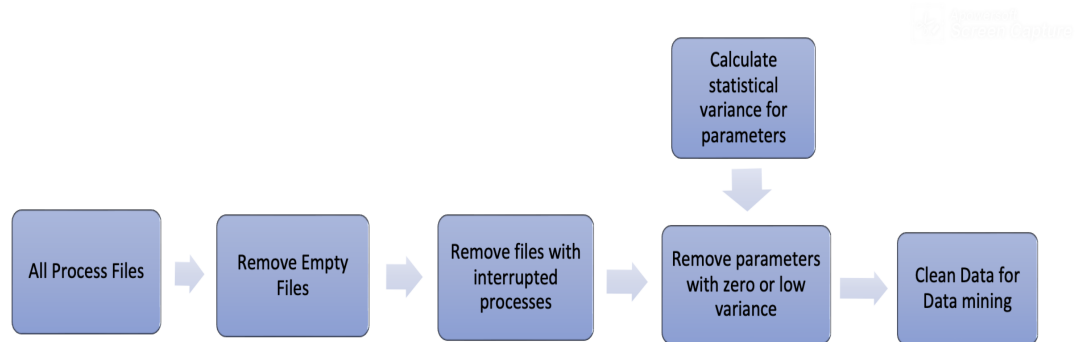 Calculate
statistical
variance for
parameters
All Process Files
Remove Empty
Files
Remove files with
interrupted
processes
Remove parameters
with zero or low
variance
Clean Data for
Data mining